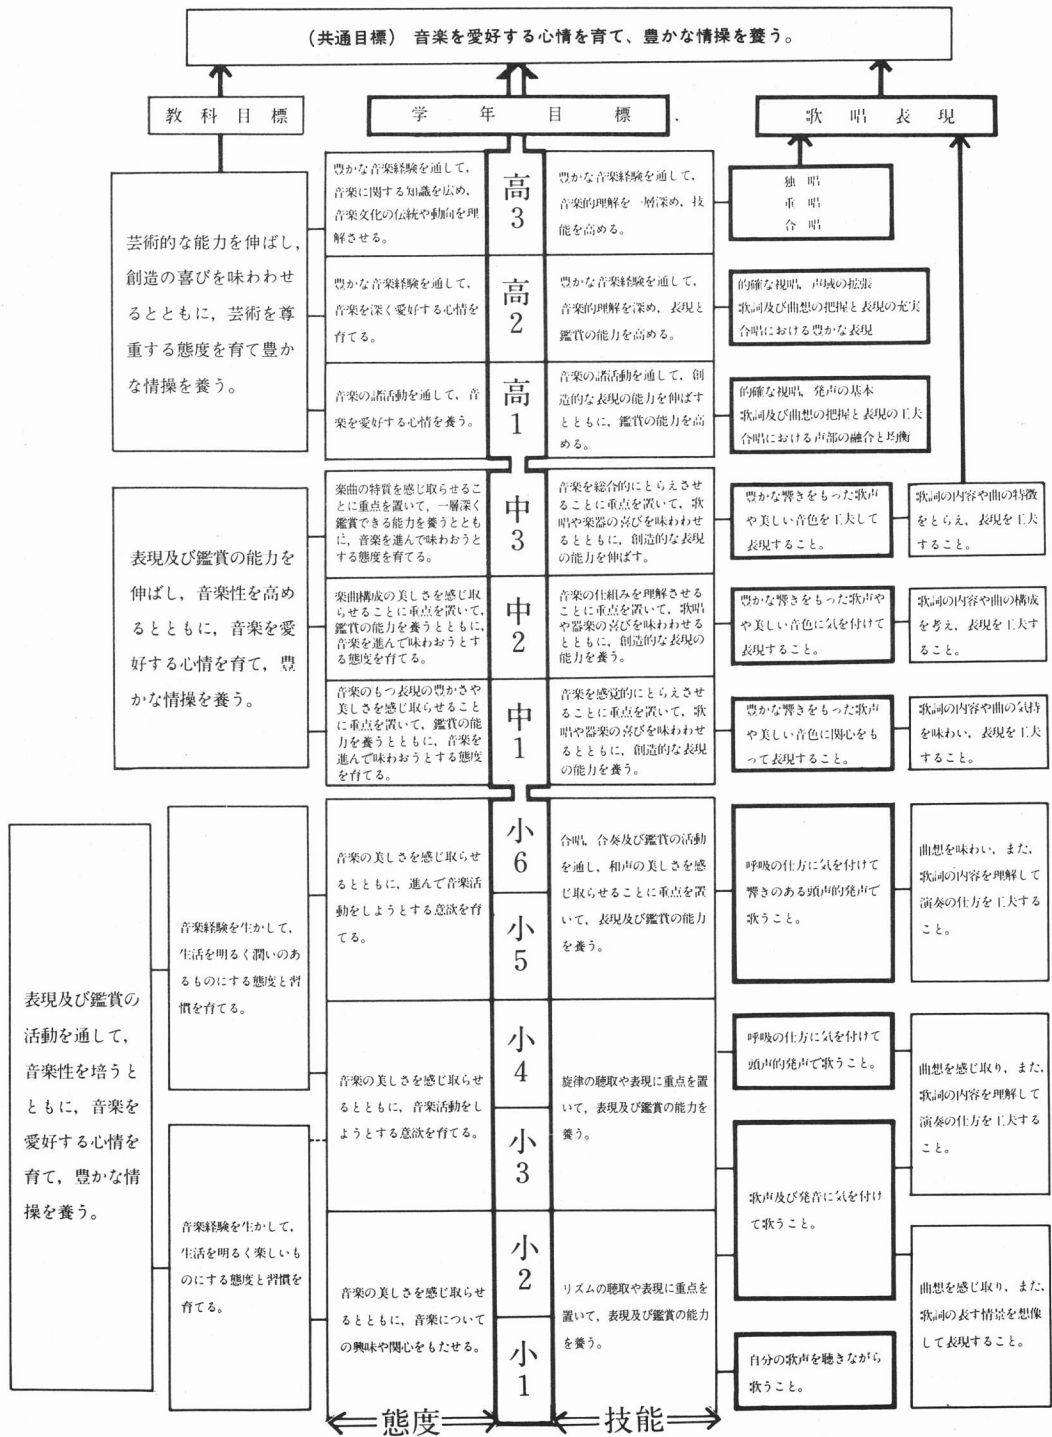 (共通目標) 音楽を愛好する心情を育て、豊かな情操を養う。
教科目標
学年目標
歌唱表現
芸術的な能力を伸ばし,
創造の喜びを味わわせ
るとともに, 芸術を尊
重する態度を育て豊か
な情操を養う。
豊かな音楽経験を通して,
音楽に関する知識を広め,
音楽文化の伝統や動向を理
解させる。
高3
豊かな音楽経験を通して,
音楽的理解を一層深め, 技
能を高める。
独唱
重唱
合唱
豊かな音楽経験を通して,
音楽を深く愛好する心情を
育てる。
高2
豊かな音楽経験を通して,
音楽的理解を深め, 表現と
鑑賞の能力を高める。
的確な視唱, 声域の拡張
歌詞及び曲想の把握と表現の充実
合唱における豊かな表現
音楽の諸活動を通して, 音
楽を愛好する心情を養う。
高1
音楽の諸活動を通して, 創
造的な表現の能力を伸ばす
とともに, 鑑賞の能力を高
める。
的確な視唱, 発声の基本
歌詞及び曲想の把握と表現の工夫
合唱における声部の融合と均衡
表現及び鑑賞の能力を
伸ばし, 音楽性を高め
るとともに, 音楽を愛
好する心情を育て, 豊
かな情操を養う。
楽曲の特質を感じ取らせるこ
とに重点を置いて, 一層深く
鑑賞できる能力を養うととも
に, 音楽を進んで味わおうと
する態度を育てる。
中3
音楽を総合的にとらえさせ
ることに重点を置いて, 歌
唱や楽器の喜びを味わわせ
るとともに, 創造的な表現
の能力を伸ばす。
豊かな響きをもった歌声
や美しい音色を工夫して
表現すること。
歌詞の内容や曲の特徴
をとらえ, 表現を工夫
すること。
楽曲構成の美しさを感じ取
らせることに重点を置いて,
鑑賞の能力を養うとともに,
音楽を進んで味わおうとす
る態度を育てる。
中2
音楽の仕組みを理解させる
ことに重点を置いて, 歌唱
や器楽の喜びを味わわせる
とともに, 創造的な表現の
能力を養う。
豊かな響きをもった歌声や
や美しい音色に気を付けて
表現すること。
歌詞の内容や曲の構成
を考え, 表現を工夫す
ること。
音楽のもつ表現の豊かさや
美しさを感じ取らせること
に重点を置いて, 鑑賞の能
力を養うとともに, 音楽を
進んで味わおうとする態度
を育てる。
中1
音楽を感覚的にとらえさせ
ることに重点を置いて, 歌
唱や器楽の喜びを味わわせ
るとともに, 創造的な表現
の能力を養う。
豊かな響きをもった歌声
や美しい音色に関心をも
って表現すること。
歌詞の内容や曲の気持
を味わい, 表現を工夫
すること。
表現及び鑑賞の
活動を通して,
音楽性を培うと
ともに, 音楽を
愛好する心情を
育て, 豊かな情
操を養う。
音楽経験を生かして,
生活を明るく潤いのあ
るものにする態度と習
慣を育てる。
音楽の美しさを感じ取らせ
るとともに, 進んで音楽活
動をしようとする意欲を育
てる。
小6
小5
合唱, 合奏及び鑑賞の活動
を通し, 和声の美しさを感
じ取らせることに重点を置
いて, 表現及び鑑賞の能力
を養う。
呼吸の仕方に気を付けて
響きのある頭声的発声で
歌うこと。
曲想を味わい, また,
歌詞の内容を理解して
演奏の仕方を工夫する
こと。
音楽の美しさを感じ取らせ
るとともに, 音楽活動をし
ようとする意欲を育てる。
小4
小3
旋律の聴取や表現に重点を置
いて, 表現及び鑑賞の能力を
養う。
呼吸の仕方に気を付けて
頭声的発声で歌うこと。
曲想を感じ取り, また,
歌詞の内容を理解して
演奏の仕方を工夫する
こと。
歌声及び発音に気を付け
て歌うこと。
音楽経験を生かして,
生活を明るく楽しいも
のにする態度と習慣を
育てる。
音楽の美しさを感じ取らせ
るとともに, 音楽について
の興味や関心をもたせる。
小2
小1
リズムの聴取や表現に重点を
置いて, 表現及び鑑賞の能力
を養う。
自分の歌声を聴きながら
歌うこと。
曲想を感じ取り, また,
歌詞の表す情景を想像
して表現すること。
態度
技能